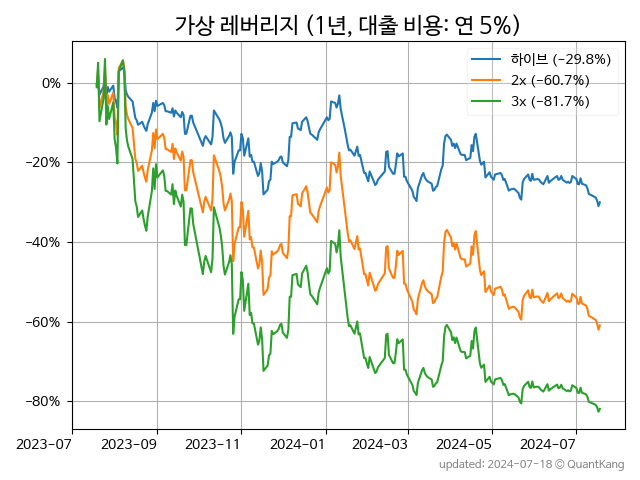 가상 레버리지 (1년, 대출 비용: 연 5%)
하이브 (−29.8%)
2x (−60.7%)
3x (−81.7%)
0%
−20%
−40%
−60%
−80%
2023-07 2023-09 2023-11 2024-01 2024-03 2024-05 2024-07
updated: 2024-07-18 © QuantKang